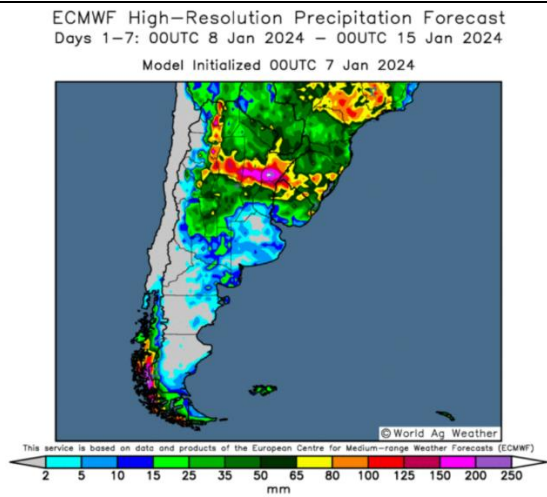 ECMWF High-Resolution Precipitation Forecast
Days 1-7: 00UTC 8 Jan 2024 - 00UTC 15 Jan 2024
Model Initialized 00UTC 7 Jan 2024
©World Ag Weather
This service is based on data and products of the European Centre for Medium-range Weather Forecasts (ECMWF)
2 5 10 15 25 35 50 65 80 100 125 150 200 250
mm